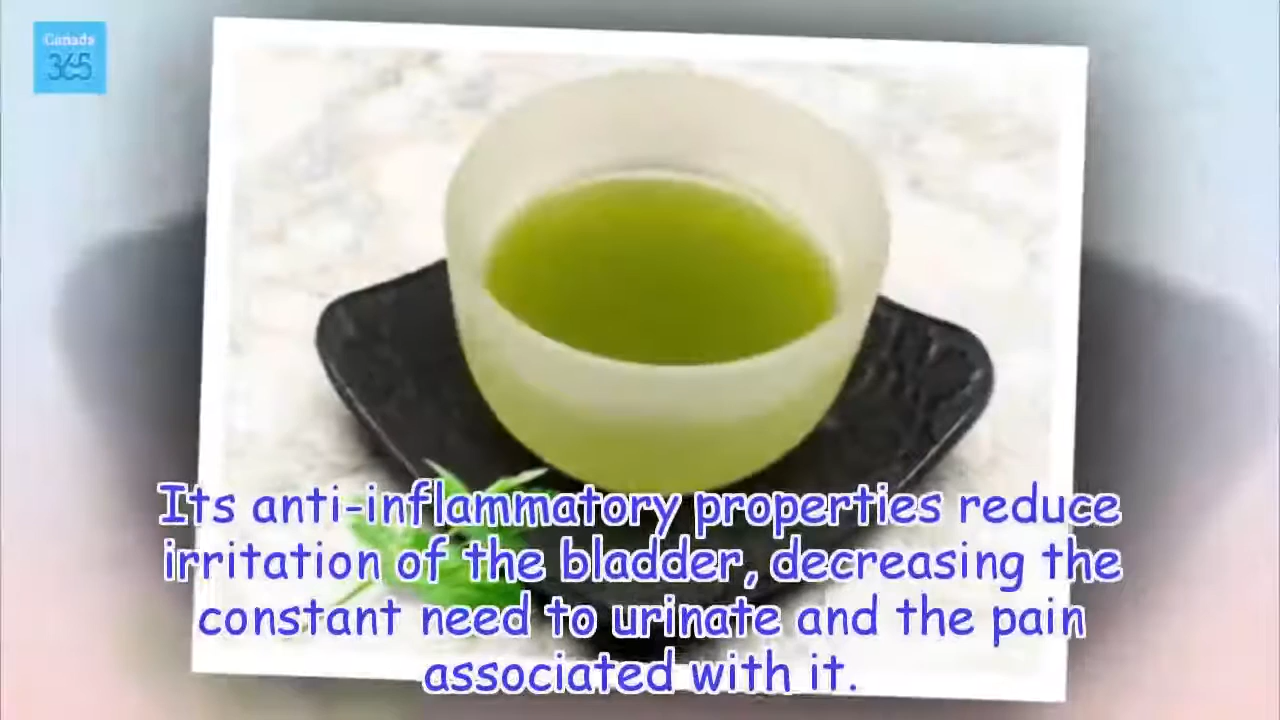 Canada
365
Its anti-inflammatory properties reduce
irritation of the bladder, decreasing the
constant need to urinate and the pain
associated with it.